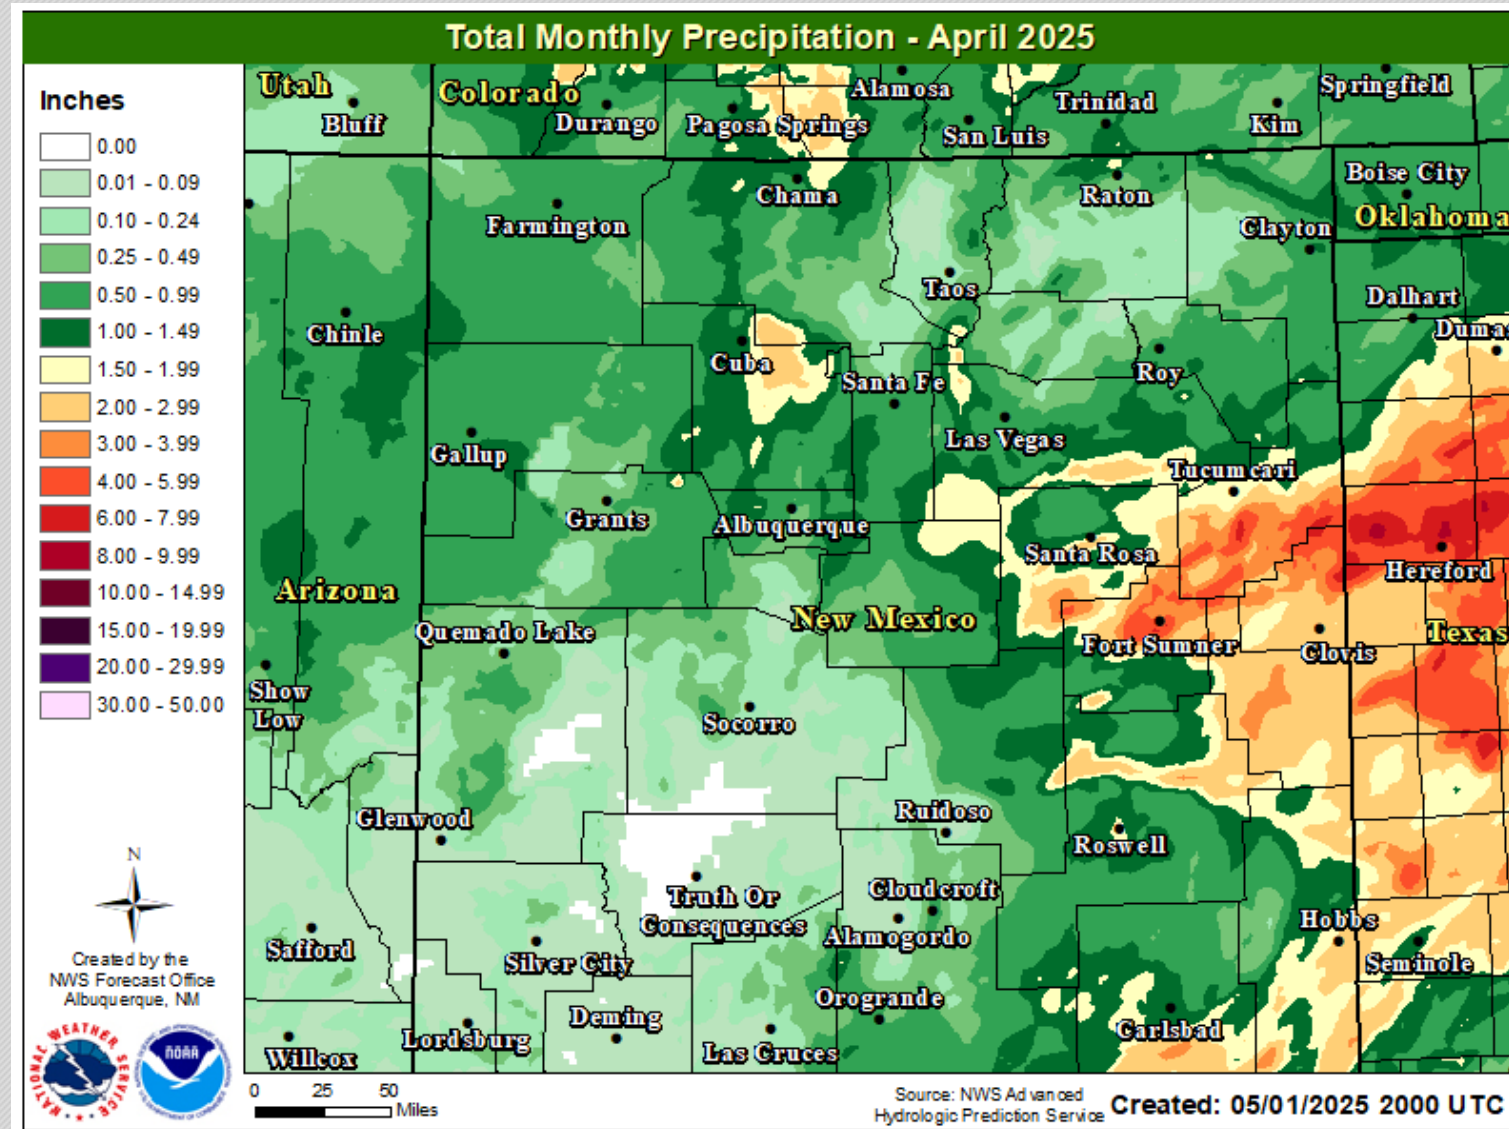 Total Monthly Precipitation - April 2025
Inches
0.00
0.01 - 0.09
0.10 - 0.24
0.25 - 0.49
0.50 - 0.99
1.00 - 1.49
1.50 - 1.99
2.00 - 2.99
3.00 - 3.99
4.00 - 5.99
6.00 - 7.99
8.00 - 9.99
10.00 - 14.99
15.00 - 19.99
20.00 - 29.99
30.00 - 50.00
Utah
Colorado
Alamosa
Springfield
Bluff
Durango
Pagosa Springs
San Luis
Trinidad
Kim
Boise City
Chama
Raton
Oklahoma
Farmington
Clayton
Taos
Dalhart
Chinle
Dumas
Cuba
Santa Fe
Roy
Gallup
Las Vegas
Tucumcari
Grants
Albuquerque
Santa Rosa
Hereford
Arizona
New Mexico
Quemado Lake
Fort Sumner
Clovis
Texas
Show
Low
Socorro
Glenwood
Ruidoso
Roswell
Truth Or
Consequences
Cloudcroft
Alamogordo
Hobbs
Safford
Silver City
Seminole
Orogrande
Deming
Carlsbad
Willcox
Lordsburg
Las Cruces
N
Created by the
NWS Forecast Office
Albuquerque, NM
NATIONAL WEATHER SERVICE
NOAA
0 25 50
Miles
Source: NWS Advanced
Hydrologic Prediction Service
Created: 05/01/2025 2000 UTC